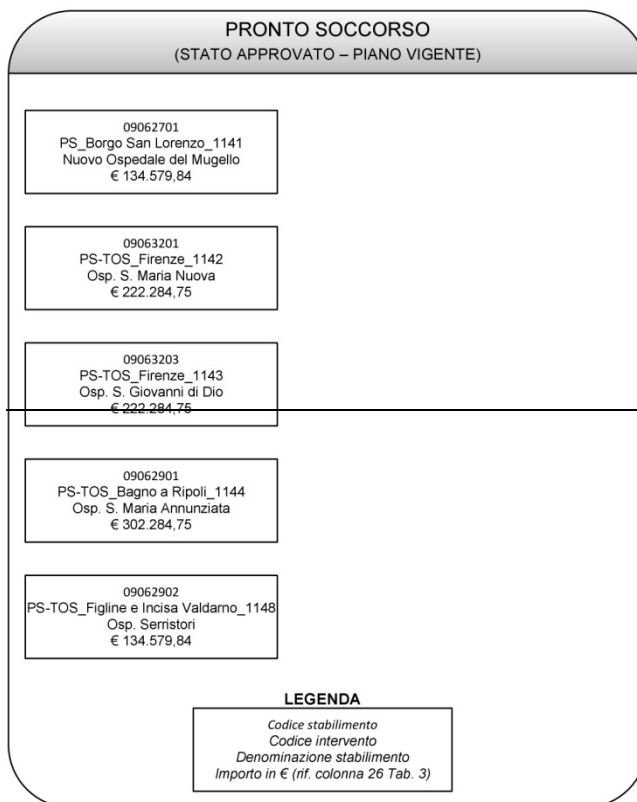 PRONTO SOCCORSO
(STATO APPROVATO – PIANO VIGENTE)
09062701
PS_Borgo San Lorenzo_1141
Nuovo Ospedale del Mugello
€ 134.579,84
09063201
PS-TOS_Firenze_1142
Osp. S. Maria Nuova
€ 222.284,75
09063203
PS-TOS_Firenze_1143
Osp. S. Giovanni di Dio
€ 222.284,75
09062901
PS-TOS_Bagno a Ripoli_1144
Osp. S. Maria Annunziata
€ 302.284,75
09062902
PS-TOS_Figline e Incisa Valdarno_1148
Osp. Serristori
€ 134.579,84
LEGENDA
Codice stabilimento
Codice intervento
Denominazione stabilimento
Importo in € (rif. colonna 26 Tab. 3)